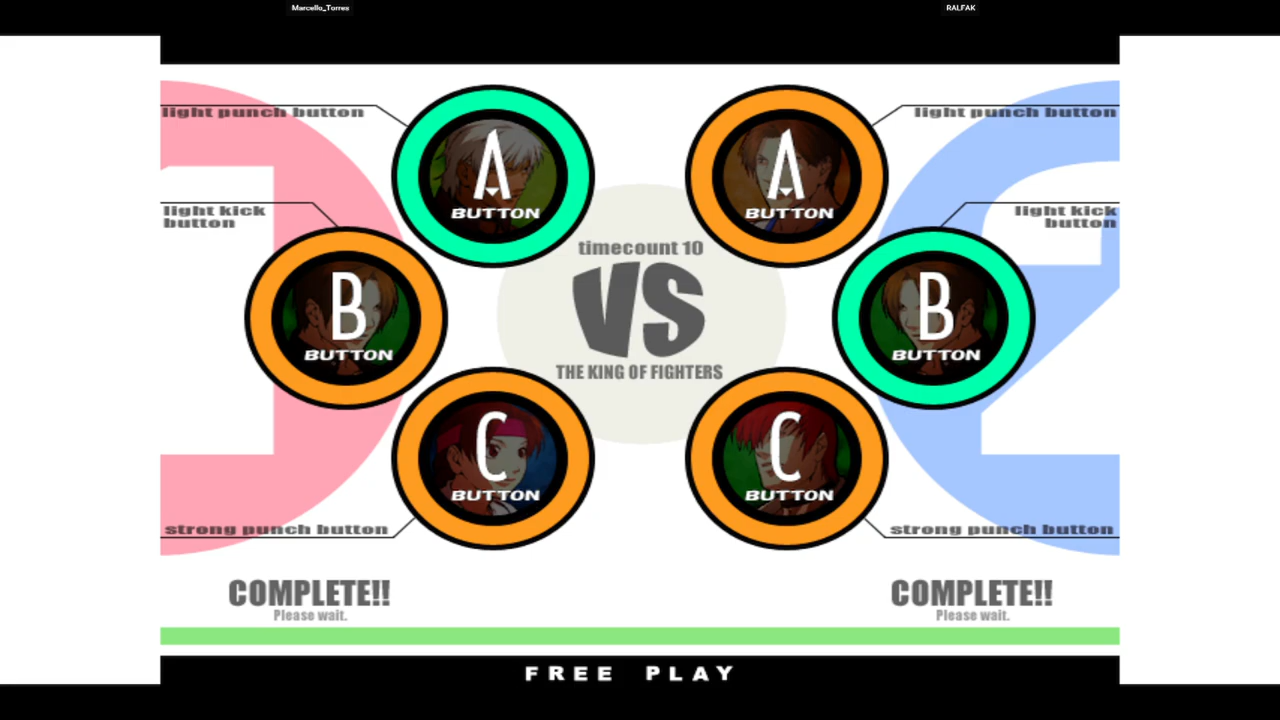 Marcello_Torres
RALFAK
light punch button
light punch button
A
BUTTON
A
BUTTON
light kick
button
light kick
button
timecount 10
VS
THE KING OF FIGHTERS
B
BUTTON
B
BUTTON
C
BUTTON
C
BUTTON
strong punch button
strong punch button
COMPLETE!!
Please wait.
COMPLETE!!
Please wait.
FREE PLAY